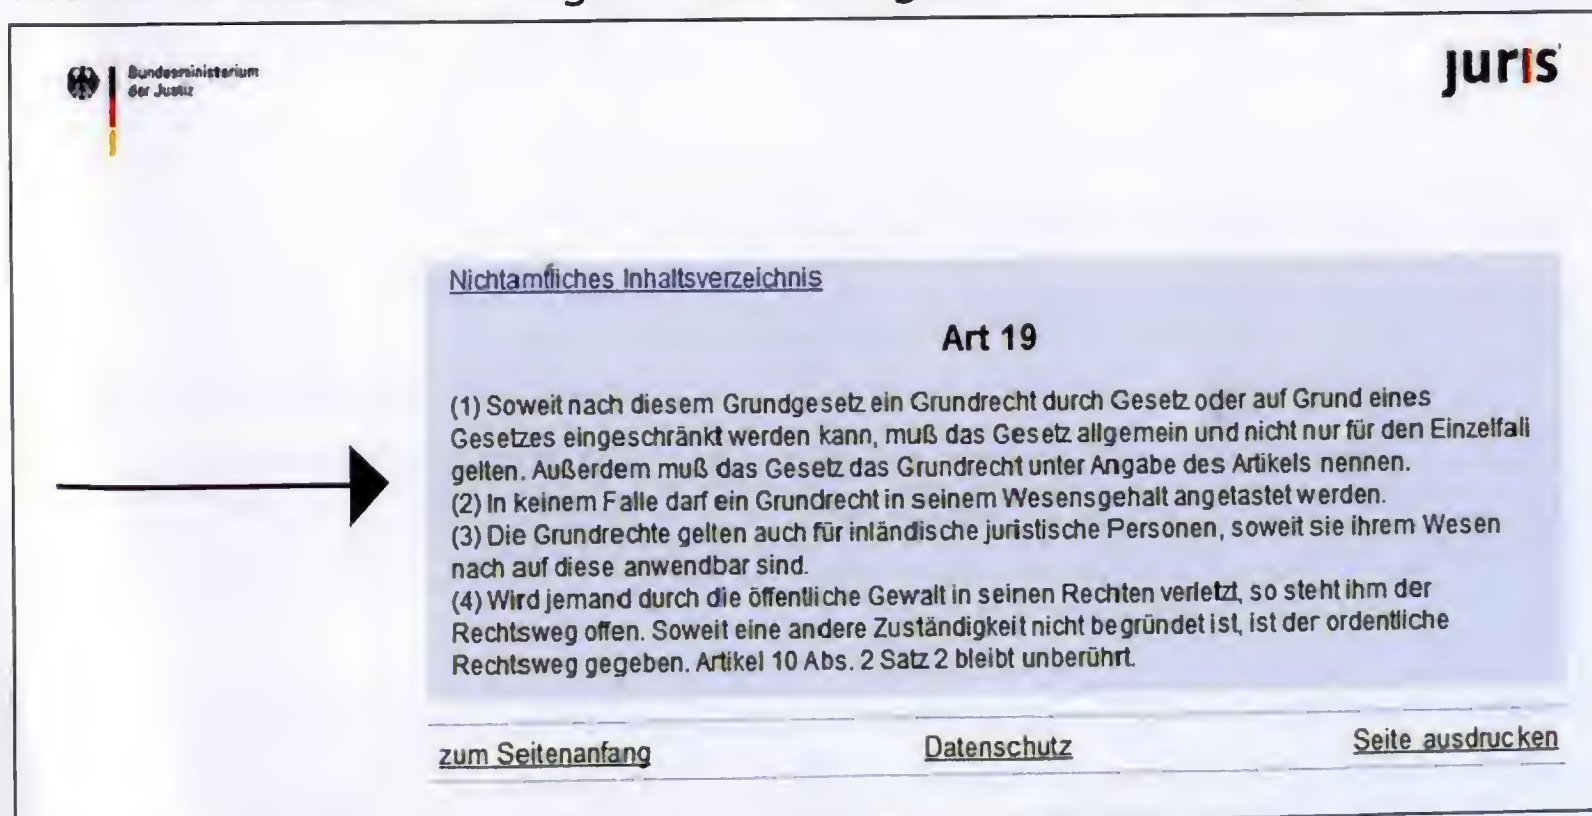 Bundesministerium
der Justiz
juris
Nichtamtliches Inhaltsverzeichnis
Art 19
(1) Soweit nach diesem Grundgesetz ein Grundrecht durch Gesetz oder auf Grund eines
Gesetzes eingeschränkt werden kann, muß das Gesetz allgemein und nicht nur für den Einzelfall
gelten. Außerdem muß das Gesetz das Grundrecht unter Angabe des Artikels nennen.
(2) In keinem Falle darf ein Grundrecht in seinem Wesensgehalt angetastet werden.
(3) Die Grundrechte gelten auch für inländische juristische Personen, soweit sie ihrem Wesen
nach auf diese anwendbar sind.
(4) Wird jemand durch die öffentliche Gewalt in seinen Rechten verletzt, so steht ihm der
Rechtsweg offen. Soweit eine andere Zuständigkeit nicht begründet ist, ist der ordentliche
Rechtsweg gegeben. Artikel 10 Abs. 2 Satz 2 bleibt unberührt.
zum Seitenanfang
Datenschutz
Seite ausdrucken